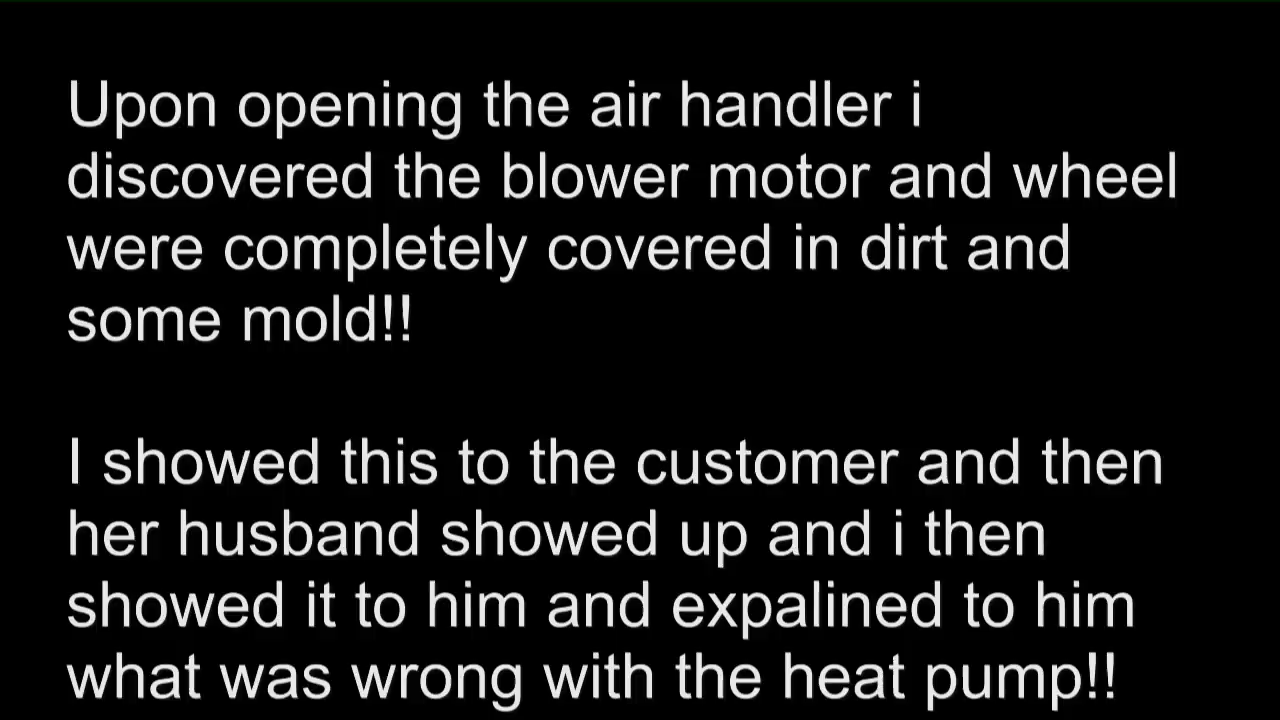 Upon opening the air handler i
discovered the blower motor and wheel
were completely covered in dirt and
some mold!!
I showed this to the customer and then
her husband showed up and i then
showed it to him and expalined to him
what was wrong with the heat pump!!